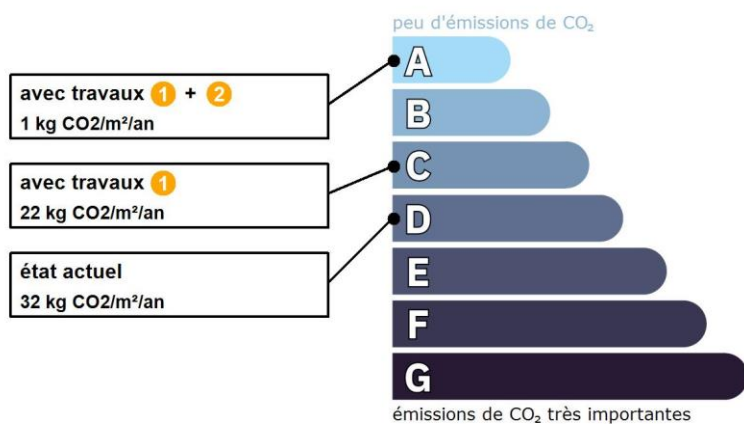 peu d'émissions de CO₂
A
avec travaux 1 + 2
1 kg CO2/m²/an
B
C
avec travaux 1
22 kg CO2/m²/an
D
état actuel
32 kg CO2/m²/an
E
F
G
émissions de CO₂ très importantes